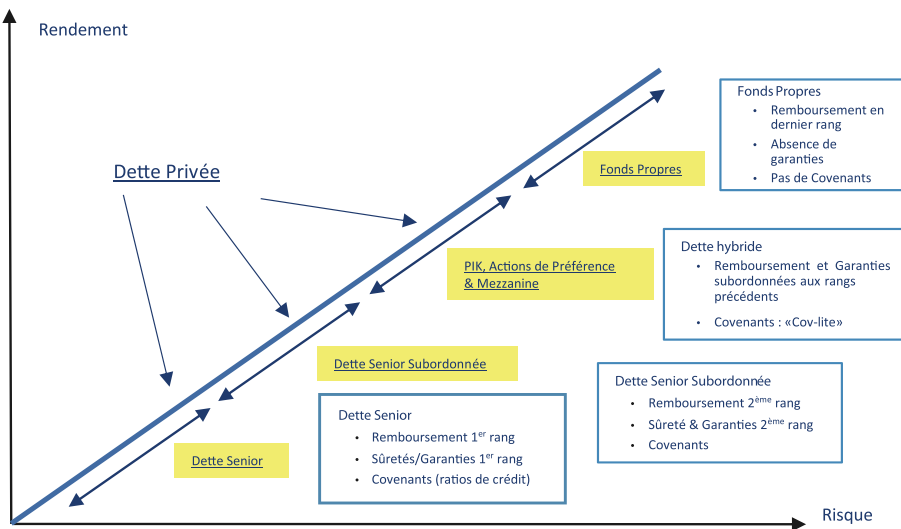 Rendement
Fonds Propres
• Remboursement en
dernier rang
• Absence de
garanties
• Pas de Covenants
Dette Privée
Fonds Propres
Dette hybride
• Remboursement et Garanties
subordonnées aux rangs
précédents
• Covenants : «Cov-lite»
PIK, Actions de Préférence
& Mezzanine
Dette Senior Subordonnée
Dette Senior Subordonnée
• Remboursement 2ème rang
• Sûreté & Garanties 2ème rang
• Covenants
Dette Senior
• Remboursement 1er rang
• Sûretés/Garanties 1er rang
• Covenants (ratios de crédit)
Dette Senior
Risque